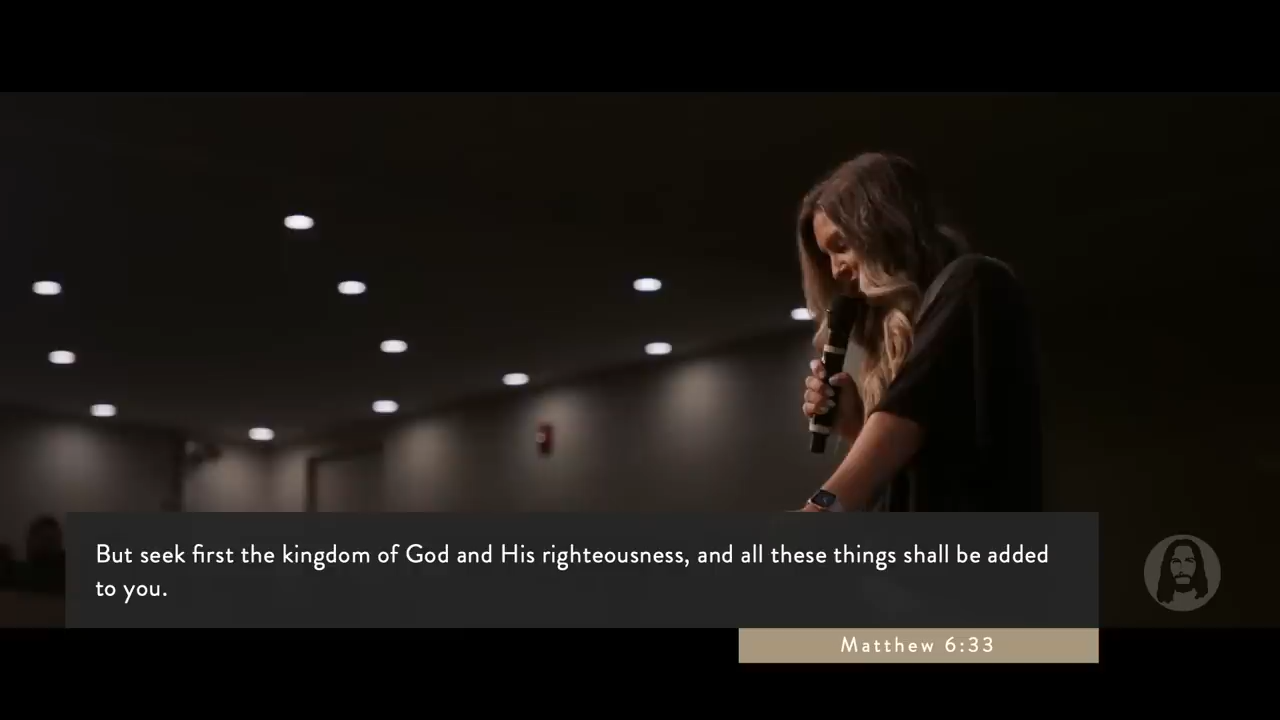 But seek first the kingdom of God and His righteousness, and all these things shall be added
to you.
Matthew 6:33